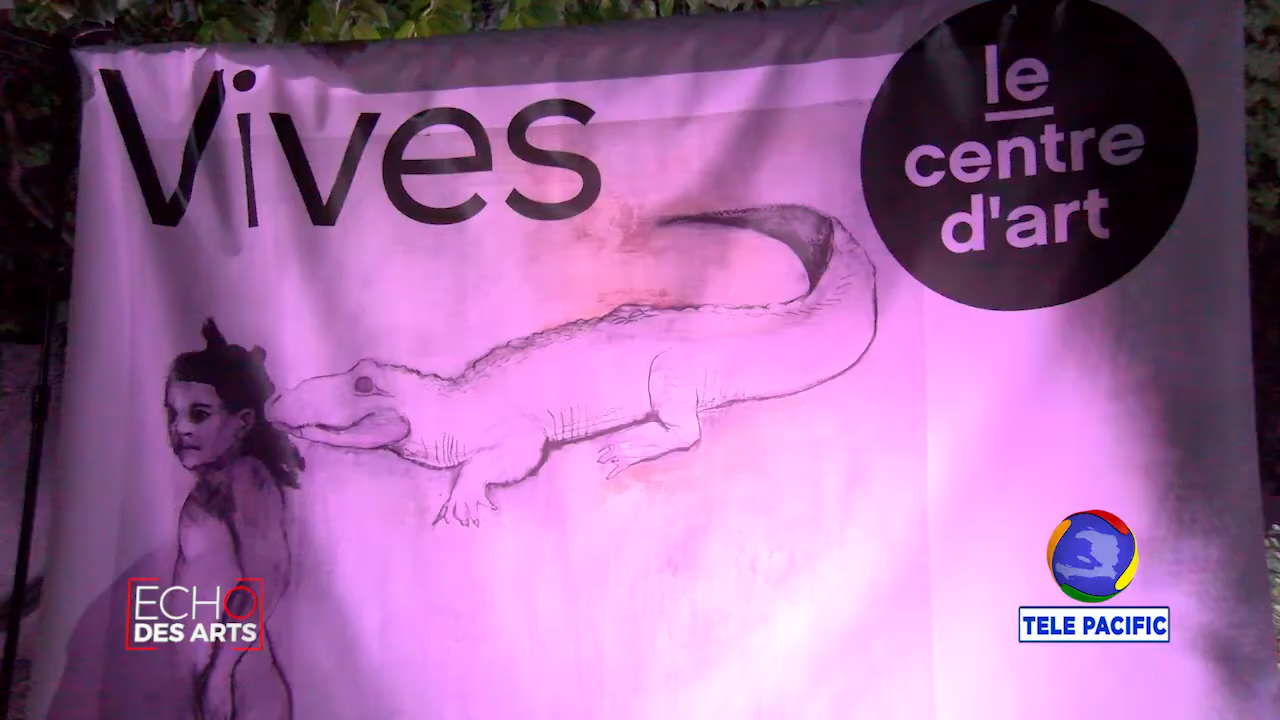 Vives
le
centre
d'art
ECHO
DES ARTS
TELE PACIFIC